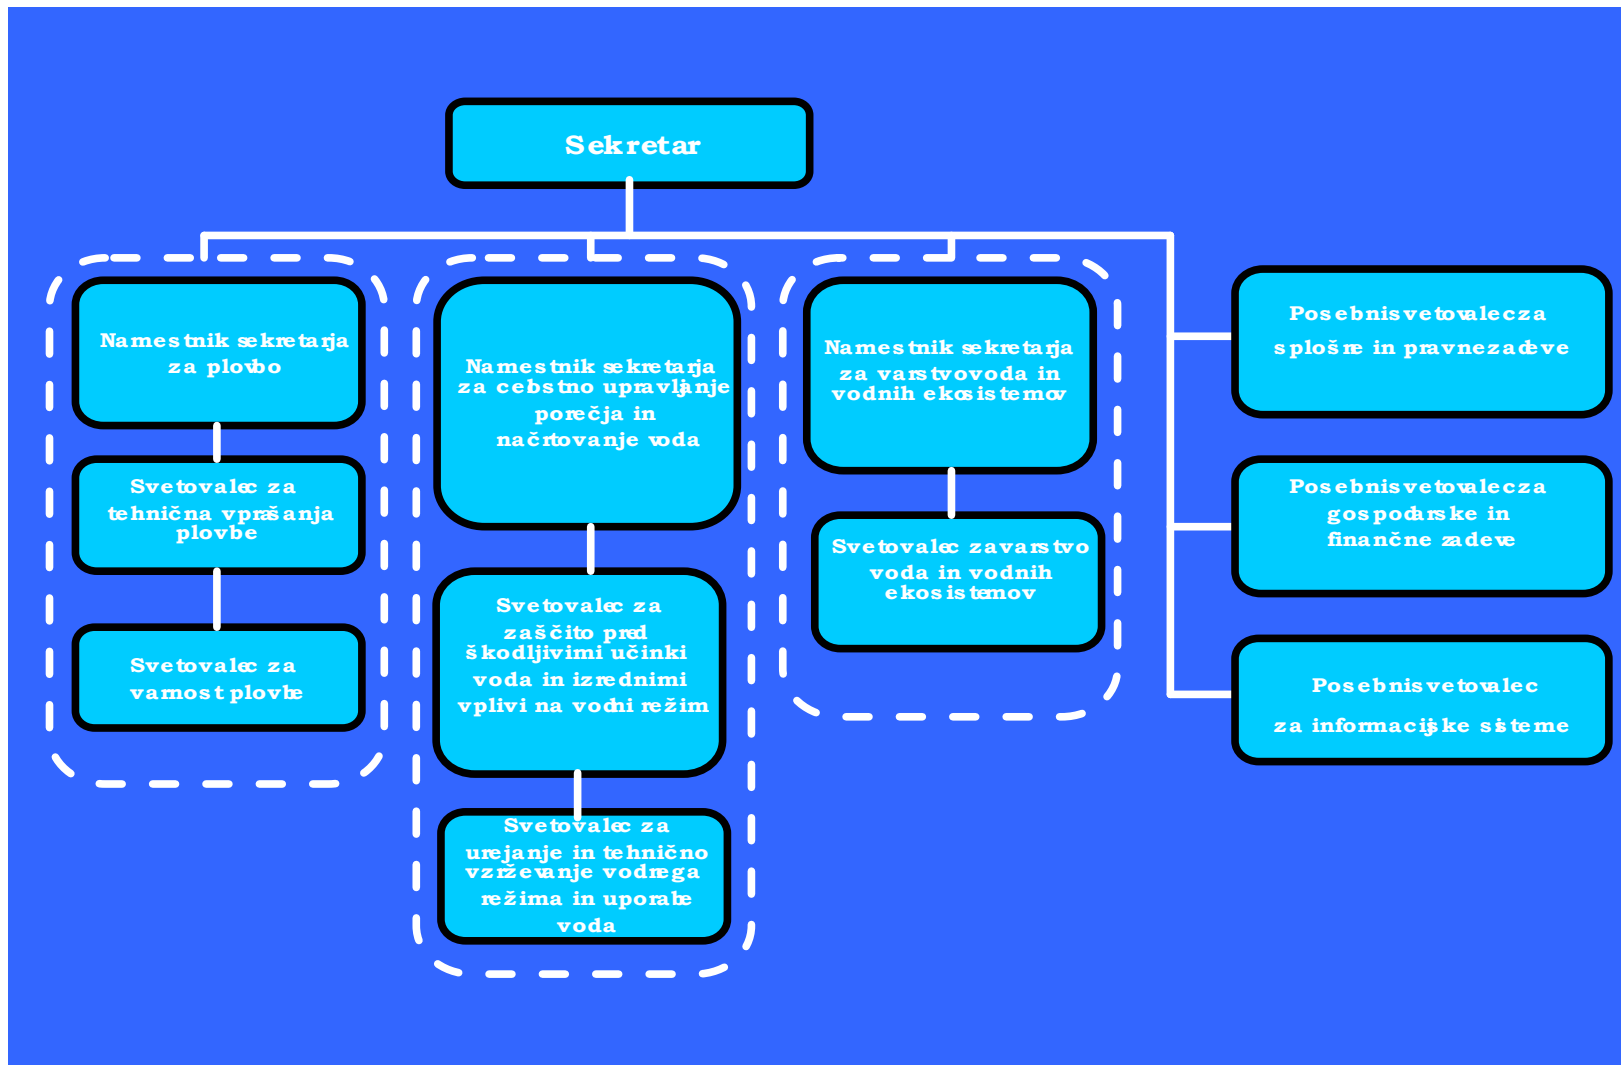 Sekretar
Namestnik sekretarja
za plovbo
Svetovalec za
tehnična vprašanja
plovbe
Svetovalec za
varnost plovbe
Namestnik sekretarja
za celostno upravljanje
porečja in
načrtovanje voda
Svetovalec za
zaščito pred
škodljivimi učinki
voda in izrednimi
vplivi na vodni režim
Svetovalec za
urejanje in tehnično
vzrževanje vodnega
režima in uporabe
voda
Namestnik sekretarja
za varstvo voda in
vodnih ekosistemov
Svetovalec za varstvo
voda in vodnih
ekosistemov
Posebni svetovalec za
splošne in pravne zadeve
Posebni svetovalec za
gospodarske in
finančne zadeve
Posebni svetovalec
za informacijske sisteme